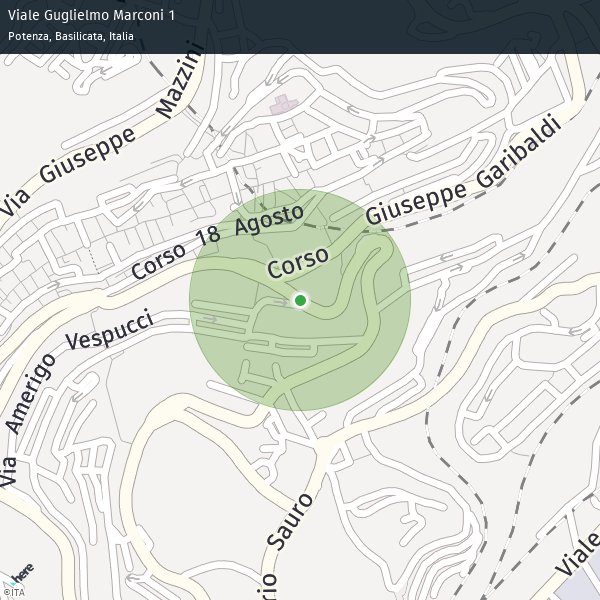 Viale Guglielmo Marconi 1
Potenza, Basilicata, Italia
Via Giuseppe Mazzini
Corso Giuseppe Garibaldi
Corso 18 Agosto
Via Amerigo Vespucci
rio Sauro
Viale
here
©ITA